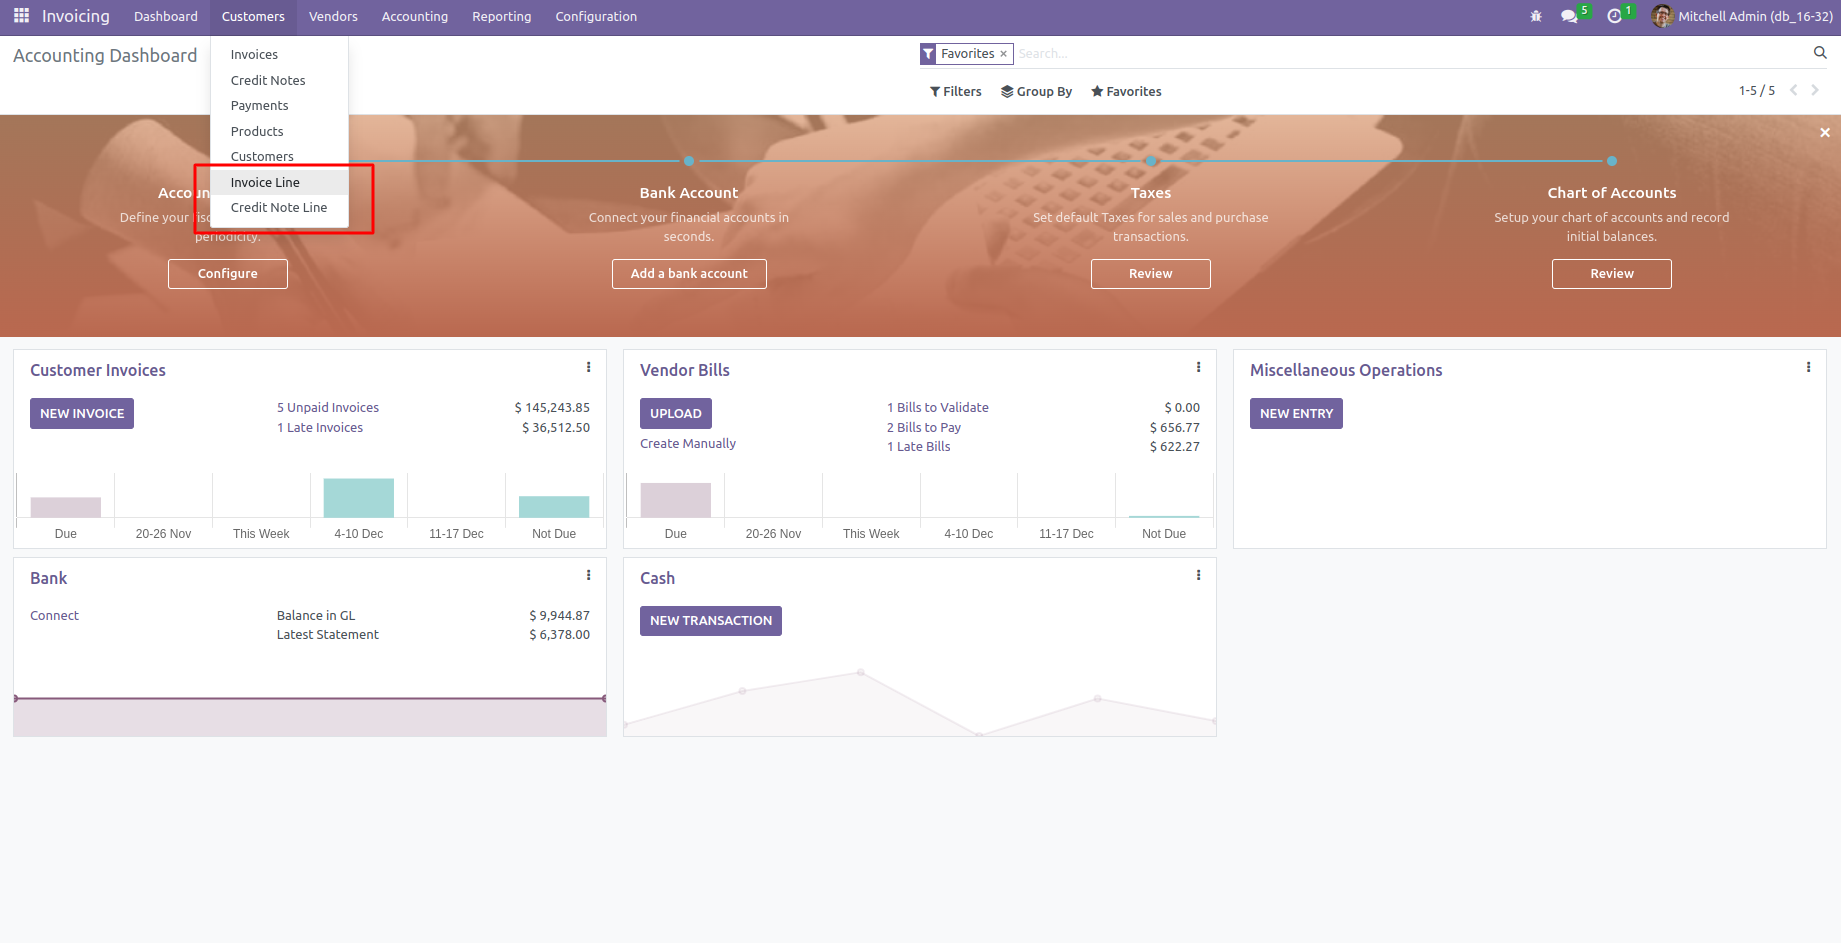 Invoicing Dashboard Customers Vendors Accounting Reporting Configuration 5 1 Mitchell Admin (db_16-32)
Accounting Dashboard
Invoices
Credit Notes
Payments
Products
Customers
Invoice Line
Credit Note Line
Favorites × Search...
Filters Group By Favorites 1-5 / 5
Define your
periodicity.
Configure
Bank Account
Connect your financial accounts in
seconds.
Add a bank account
Taxes
Set default Taxes for sales and purchase
transactions.
Review
Chart of Accounts
Setup your chart of accounts and record
initial balances.
Review
Customer Invoices
NEW INVOICE
5 Unpaid Invoices $ 145,243.85
1 Late Invoices $ 36,512.50
Due 20-26 Nov This Week 4-10 Dec 11-17 Dec Not Due
Vendor Bills
UPLOAD
Create Manually
1 Bills to Validate $ 0.00
2 Bills to Pay $ 656.77
1 Late Bills $ 622.27
Due 20-26 Nov This Week 4-10 Dec 11-17 Dec Not Due
Miscellaneous Operations
NEW ENTRY
Bank
Connect
Balance in GL $ 9,944.87
Latest Statement $ 6,378.00
Cash
NEW TRANSACTION